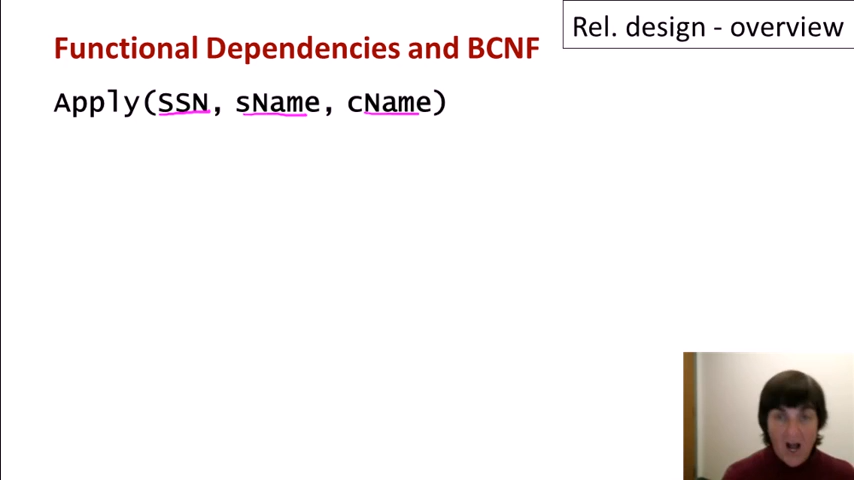 Rel. design - overview
Functional Dependencies and BCNF
Apply(SSN, sName, cName)